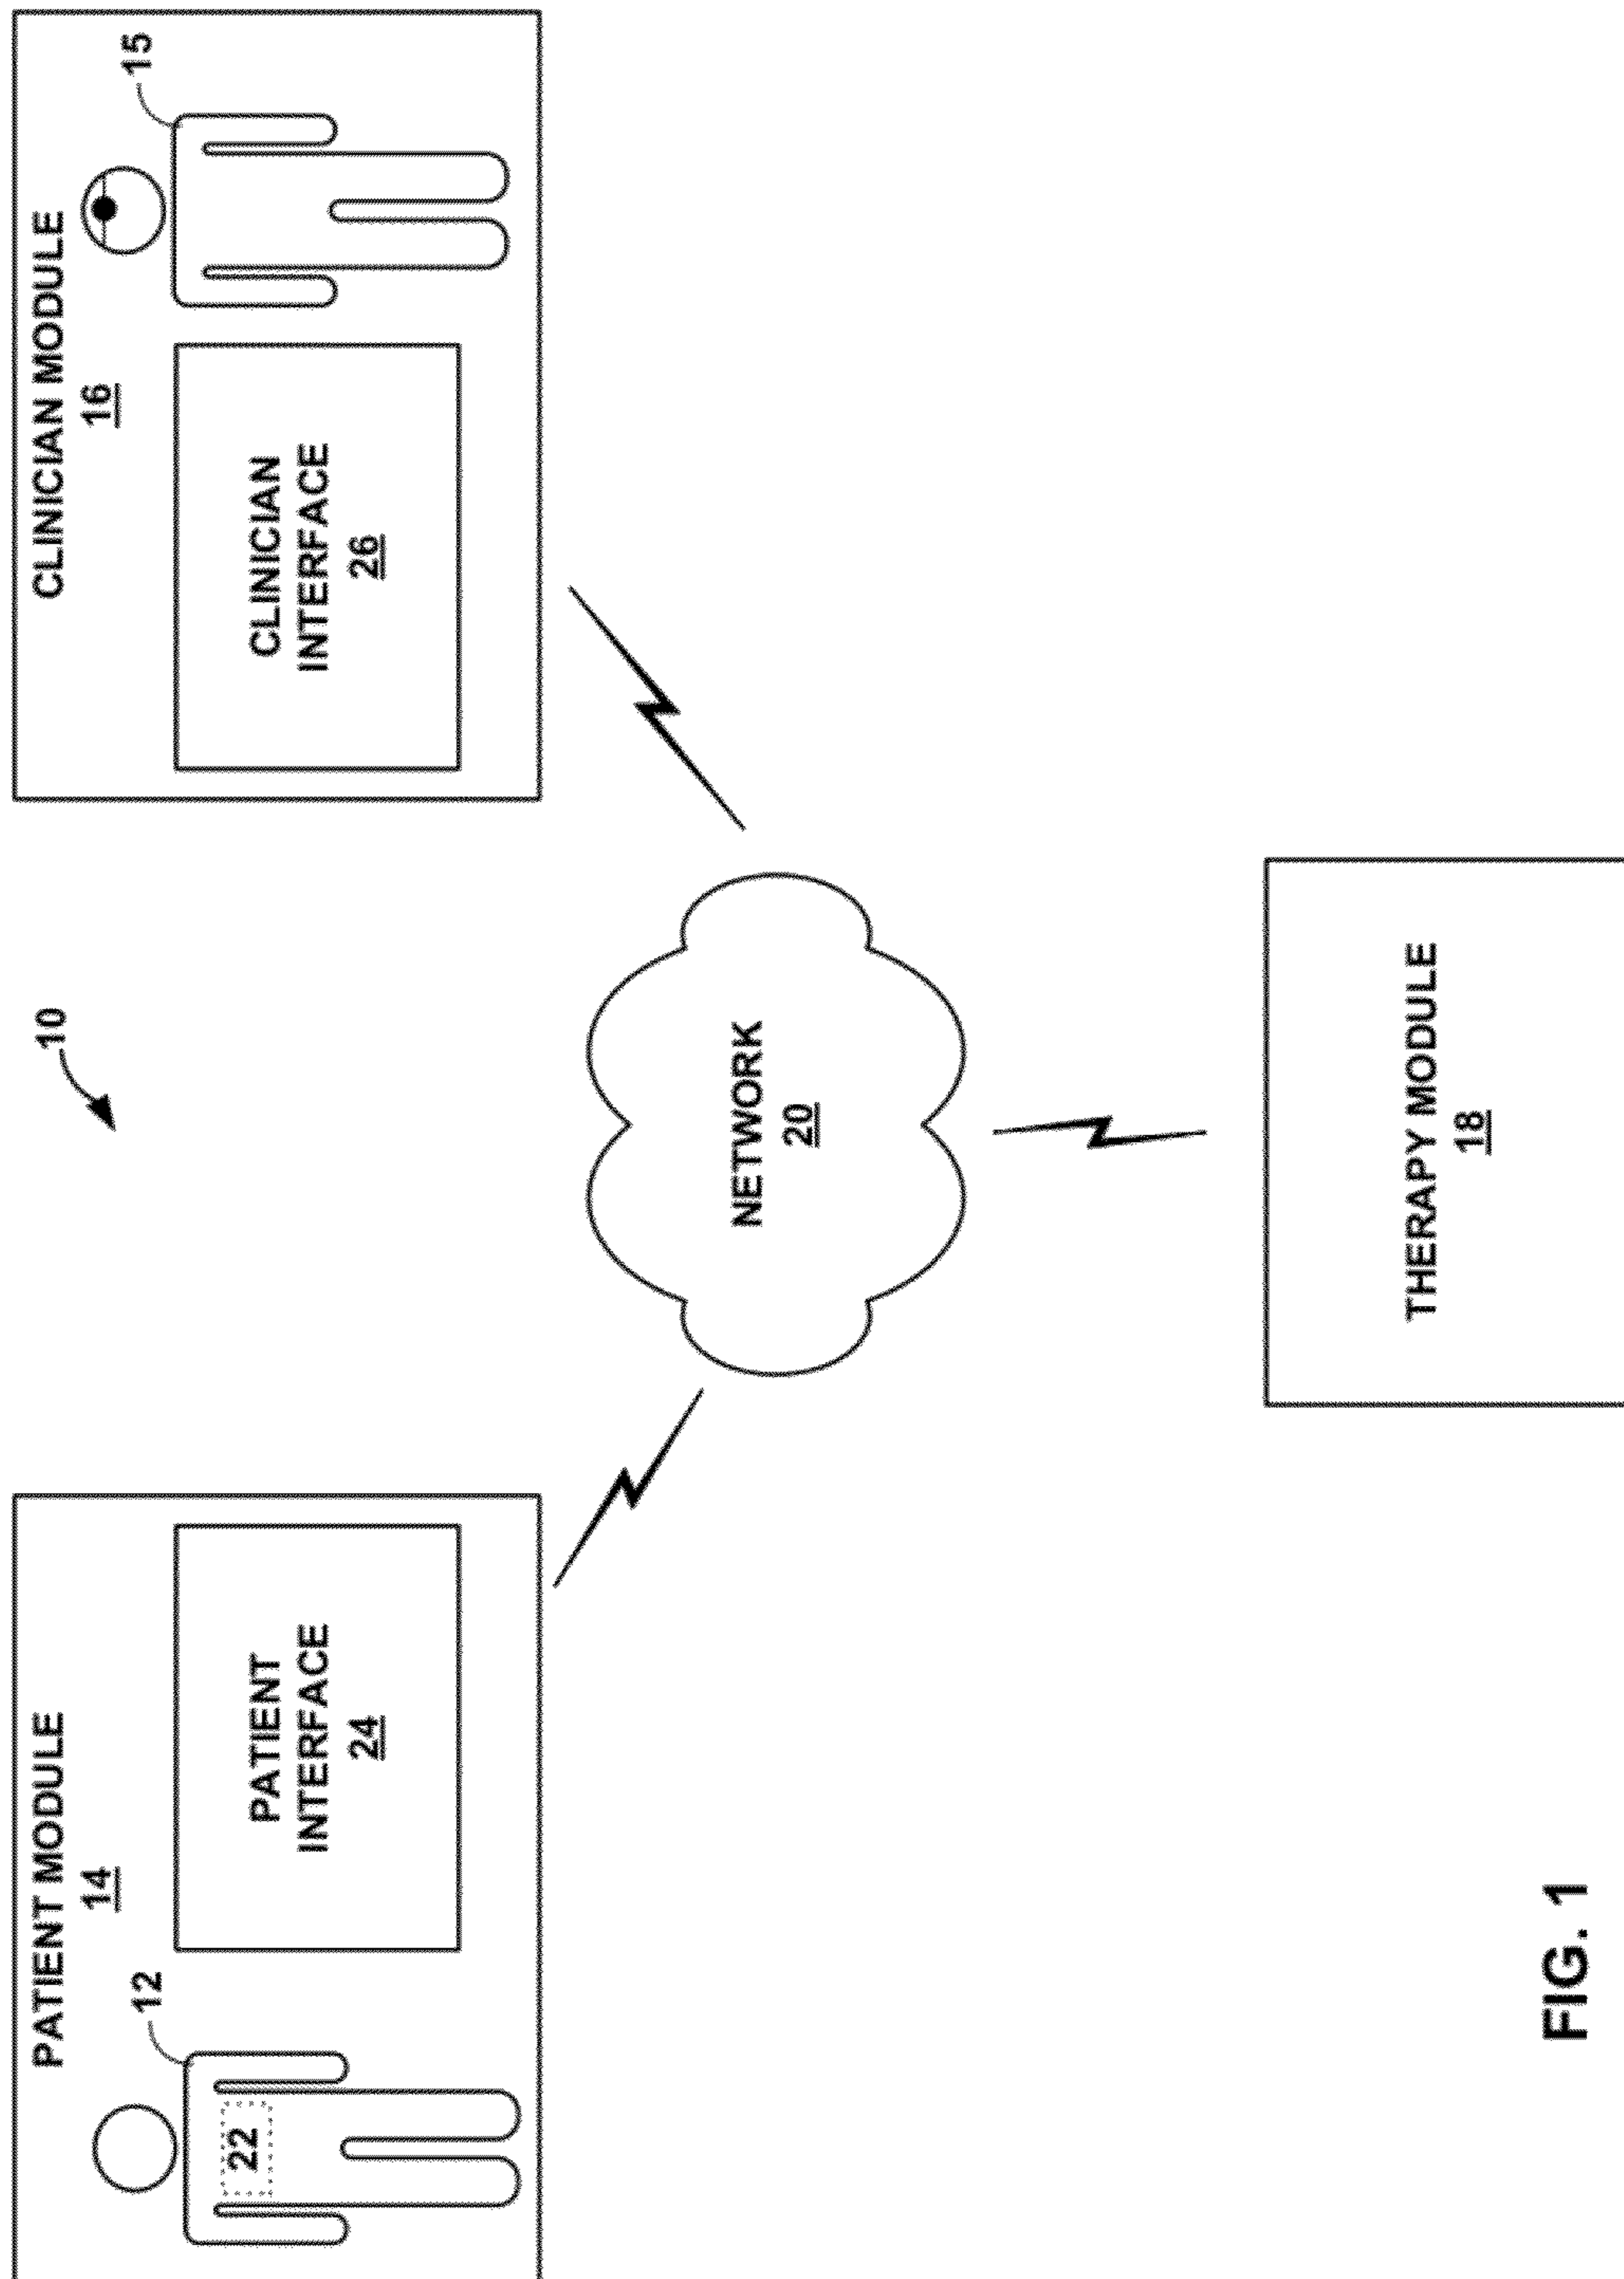 10
PATIENT MODULE
14
12
22
PATIENT
INTERFACE
24
CLINICIAN MODULE
16
15
CLINICIAN
INTERFACE
26
NETWORK
20
THERAPY MODULE
18
FIG. 1